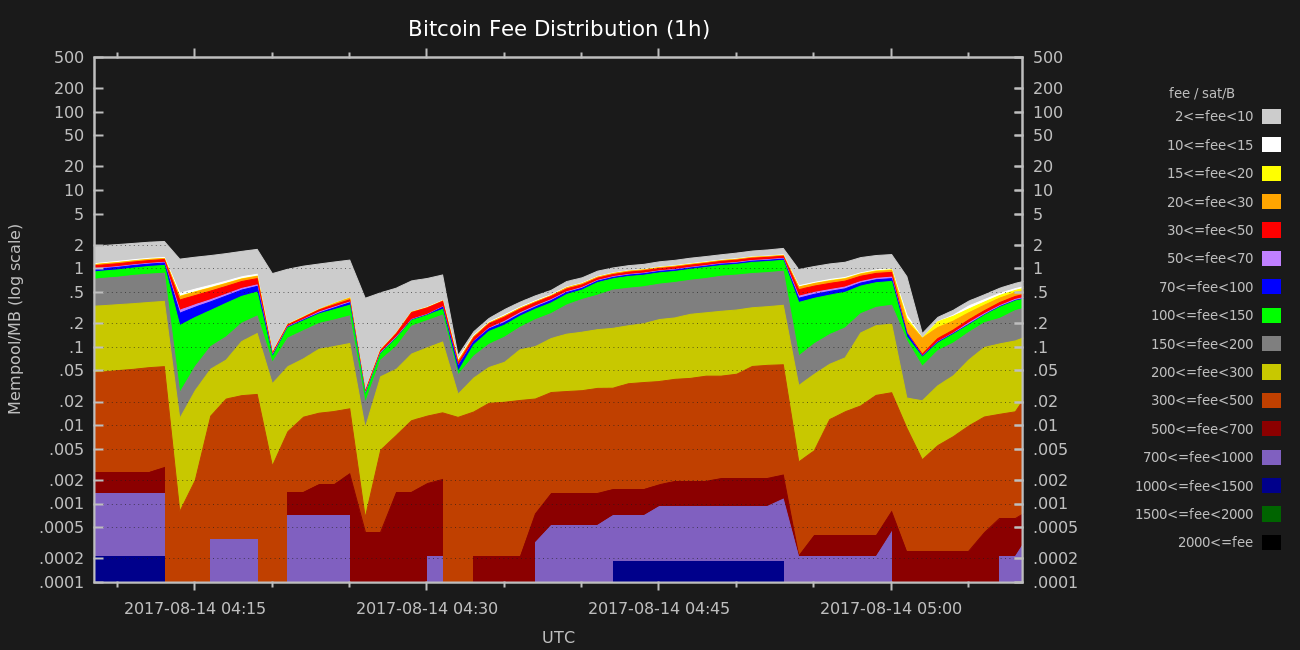 Bitcoin Fee Distribution (1h)
500 500
200 200
100 100
50 50
20 20
10 10
5 5
2 2
1 1
.5 .5
.2 .2
.1 .1
.05 .05
.02 .02
.01 .01
.005 .005
.002 .002
.001 .001
.0005 .0005
.0002 .0002
.0001 .0001
Mempool/MB (log scale)
2017-08-14 04:15 2017-08-14 04:30 2017-08-14 04:45 2017-08-14 05:00
UTC
fee / sat/B
2<=fee<10
10<=fee<15
15<=fee<20
20<=fee<30
30<=fee<50
50<=fee<70
70<=fee<100
100<=fee<150
150<=fee<200
200<=fee<300
300<=fee<500
500<=fee<700
700<=fee<1000
1000<=fee<1500
1500<=fee<2000
2000<=fee